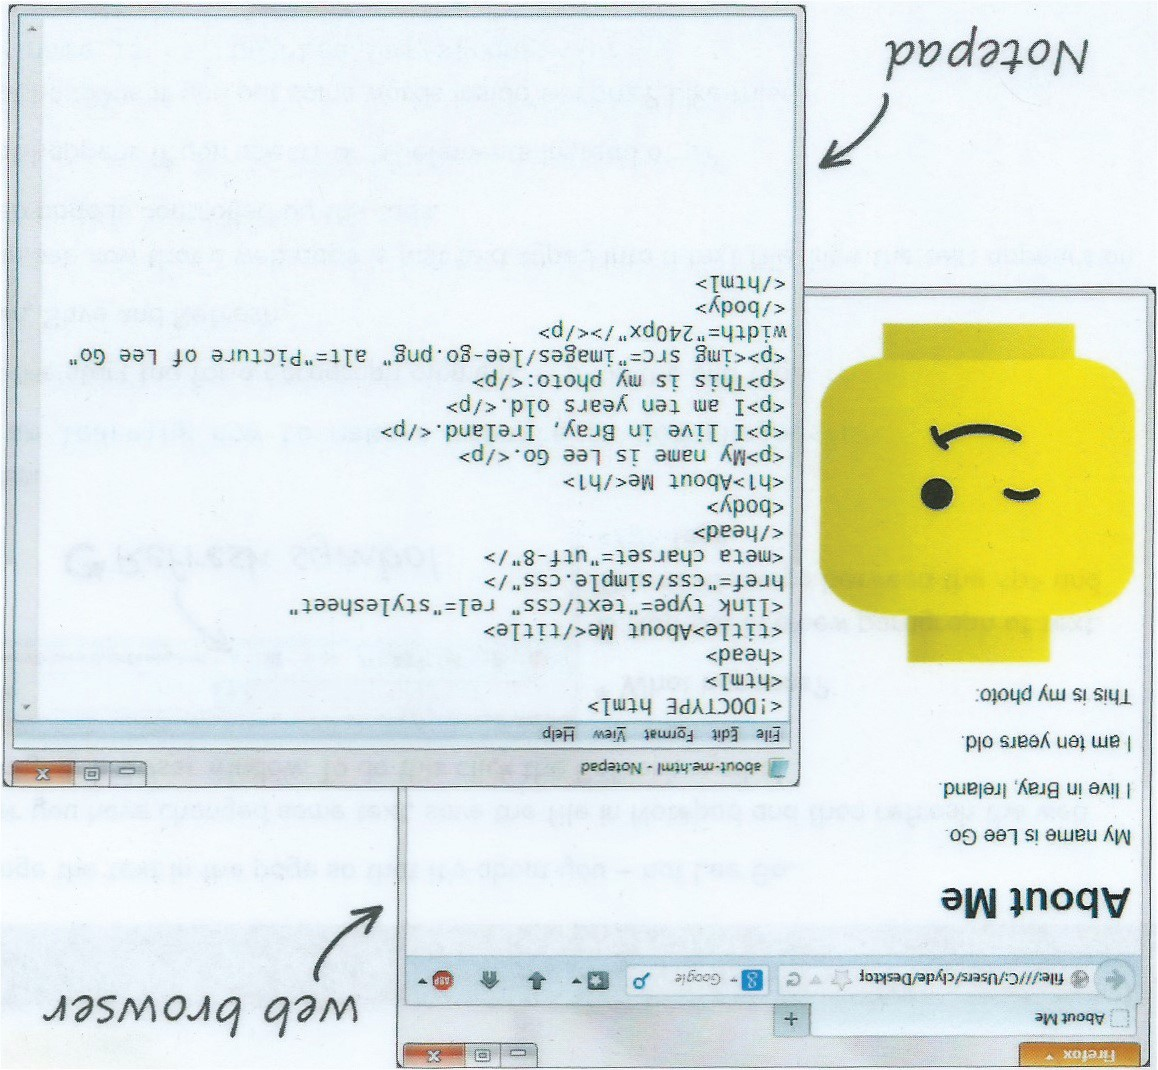 web browser
Firefox
About Me
file:///C:/Users/clyde/Desktop
Google
ABP
About Me
My name is Lee Go.
I live in Bray, Ireland.
I am ten years old.
This is my photo:
about-me.html - Notepad
File Edit Format View Help
<!DOCTYPE html>
<html>
<head>
<title>About Me</title>
<link type="text/css" rel="stylesheet"
href="css/simple.css"/>
<meta charset="utf-8"/>
</head>
<body>
<h1>About Me</h1>
<p>My name is Lee Go.</p>
<p>I live in Bray, Ireland.</p>
<p>I am ten years old.</p>
<p>This is my photo:</p>
<p><img src="images/lee-go.png" alt="Picture of Lee Go"
width="240px"/></p>
</body>
</html>
Notepad